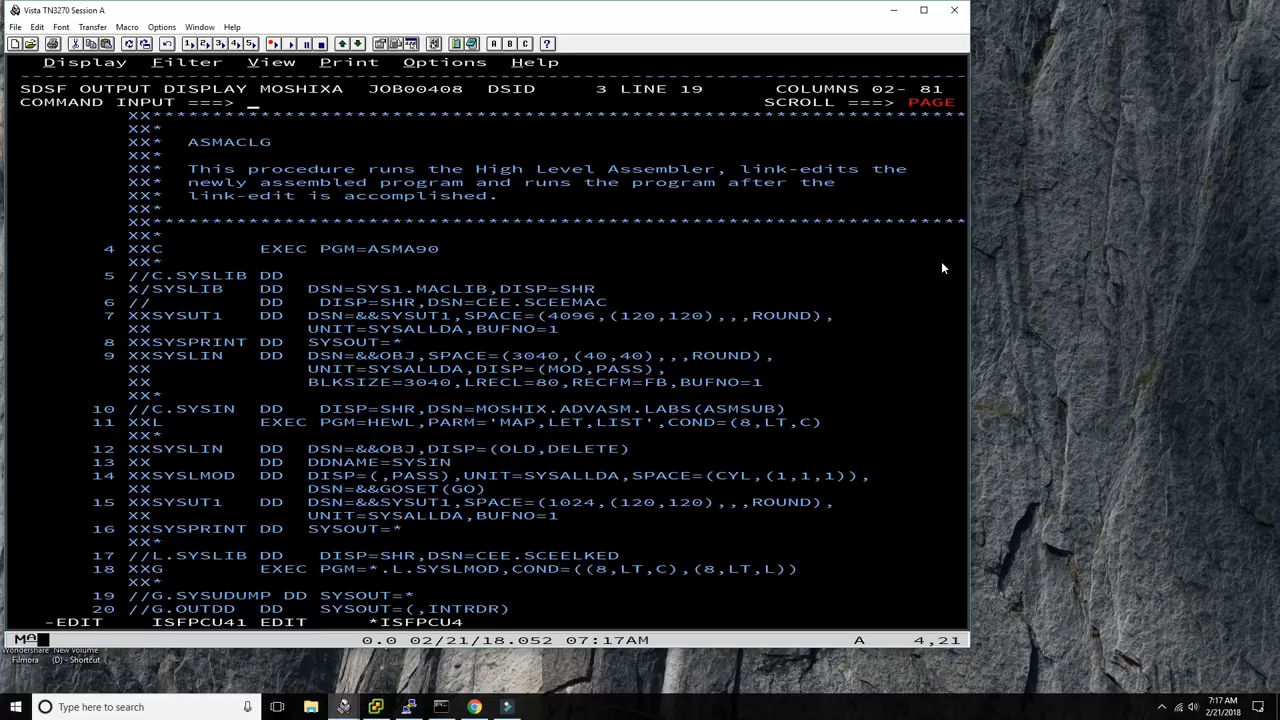 Vista TN3270 Session A
File Edit Font Transfer Macro Options Window Help
1 2 3 4 5 A B C ?
Display Filter View Print Options Help
-------------------------------------------------------------------------------
SDSF OUTPUT DISPLAY MOSHIXA JOB00408 DSID 3 LINE 19 COLUMNS 02- 81
COMMAND INPUT ===> _ SCROLL ===> PAGE
XX********************************************************************
XX*
XX* ASMACLG
XX*
XX* This procedure runs the High Level Assembler, link-edits the
XX* newly assembled program and runs the program after the
XX* link-edit is accomplished.
XX*
XX********************************************************************
XX*
4 XXC EXEC PGM=ASMA90
XX*
5 //C.SYSLIB DD
X/SYSLIB DD DSN=SYS1.MACLIB,DISP=SHR
6 // DD DISP=SHR,DSN=CEE.SCEEMAC
7 XXSYSUT1 DD DSN=&&SYSUT1,SPACE=(4096,(120,120),,,ROUND),
XX UNIT=SYSALLDA,BUFNO=1
8 XXSYSPRINT DD SYSOUT=*
9 XXSYSLIN DD DSN=&&OBJ,SPACE=(3040,(40,40),,,ROUND),
XX UNIT=SYSALLDA,DISP=(MOD,PASS),
XX BLKSIZE=3040,LRECL=80,RECFM=FB,BUFNO=1
XX*
10 //C.SYSIN DD DISP=SHR,DSN=MOSHIX.ADVASM.LABS(ASMSUB)
11 XXL EXEC PGM=HEWL,PARM='MAP,LET,LIST',COND=(8,LT,C)
XX*
12 XXSYSLIN DD DSN=&&OBJ,DISP=(OLD,DELETE)
13 XX DD DDNAME=SYSIN
14 XXSYSLMOD DD DISP=(,PASS),UNIT=SYSALLDA,SPACE=(CYL,(1,1,1)),
XX DSN=&&GOSET(GO)
15 XXSYSUT1 DD DSN=&&SYSUT1,SPACE=(1024,(120,120),,,ROUND),
XX UNIT=SYSALLDA,BUFNO=1
16 XXSYSPRINT DD SYSOUT=*
XX*
17 //L.SYSLIB DD DISP=SHR,DSN=CEE.SCEELKED
18 XXG EXEC PGM=*.L.SYSLMOD,COND=((8,LT,C),(8,LT,L))
XX*
19 //G.SYSUDUMP DD SYSOUT=*
20 //G.OUTDD DD SYSOUT=(,INTRDR)
-EDIT ISFPCU41 EDIT *ISFPCU4
MA 0.0 02/21/18.052 07:17AM A 4,21
Wondershare Filmora
New Volume (D) - Shortcut
Type here to search
7:17 AM
2/21/2018